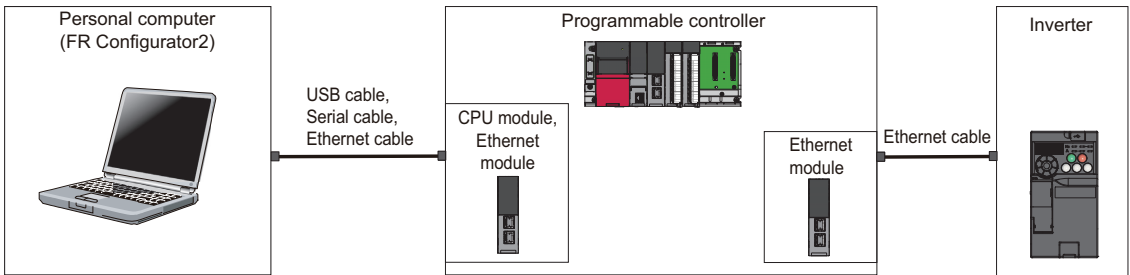 Personal computer
(FR Configurator2)
USB cable,
Serial cable,
Ethernet cable
Programmable controller
CPU module,
Ethernet
module
Ethernet
module
Ethernet cable
Inverter